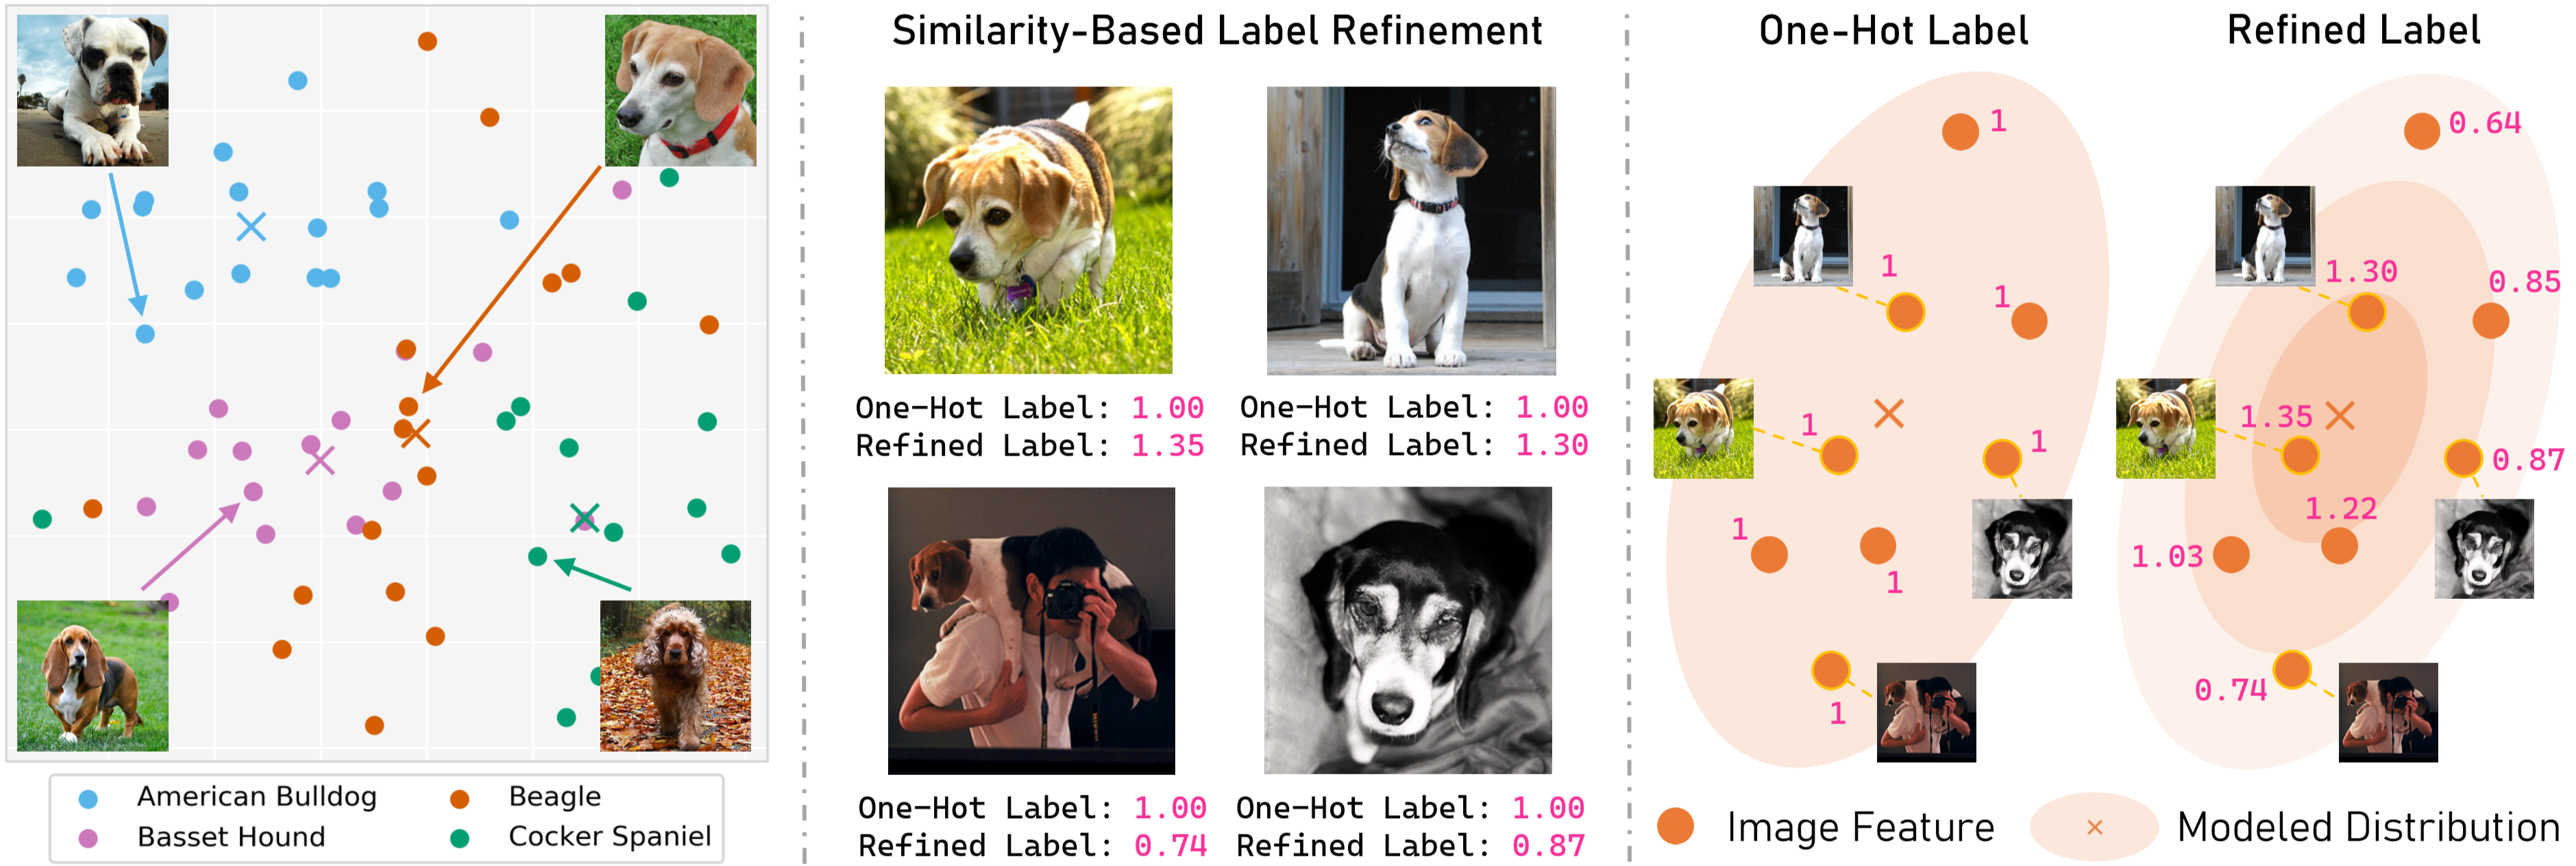 American Bulldog
Basset Hound
Beagle
Cocker Spaniel
Similarity-Based Label Refinement
One-Hot Label: 1.00
Refined Label: 1.35
One-Hot Label: 1.00
Refined Label: 1.30
One-Hot Label: 1.00
Refined Label: 0.74
One-Hot Label: 1.00
Refined Label: 0.87
One-Hot Label
1
1
1
1
1
1
1
1
Refined Label
0.64
1.30
0.85
1.35
0.87
1.22
1.03
0.74
Image Feature
Modeled Distribution